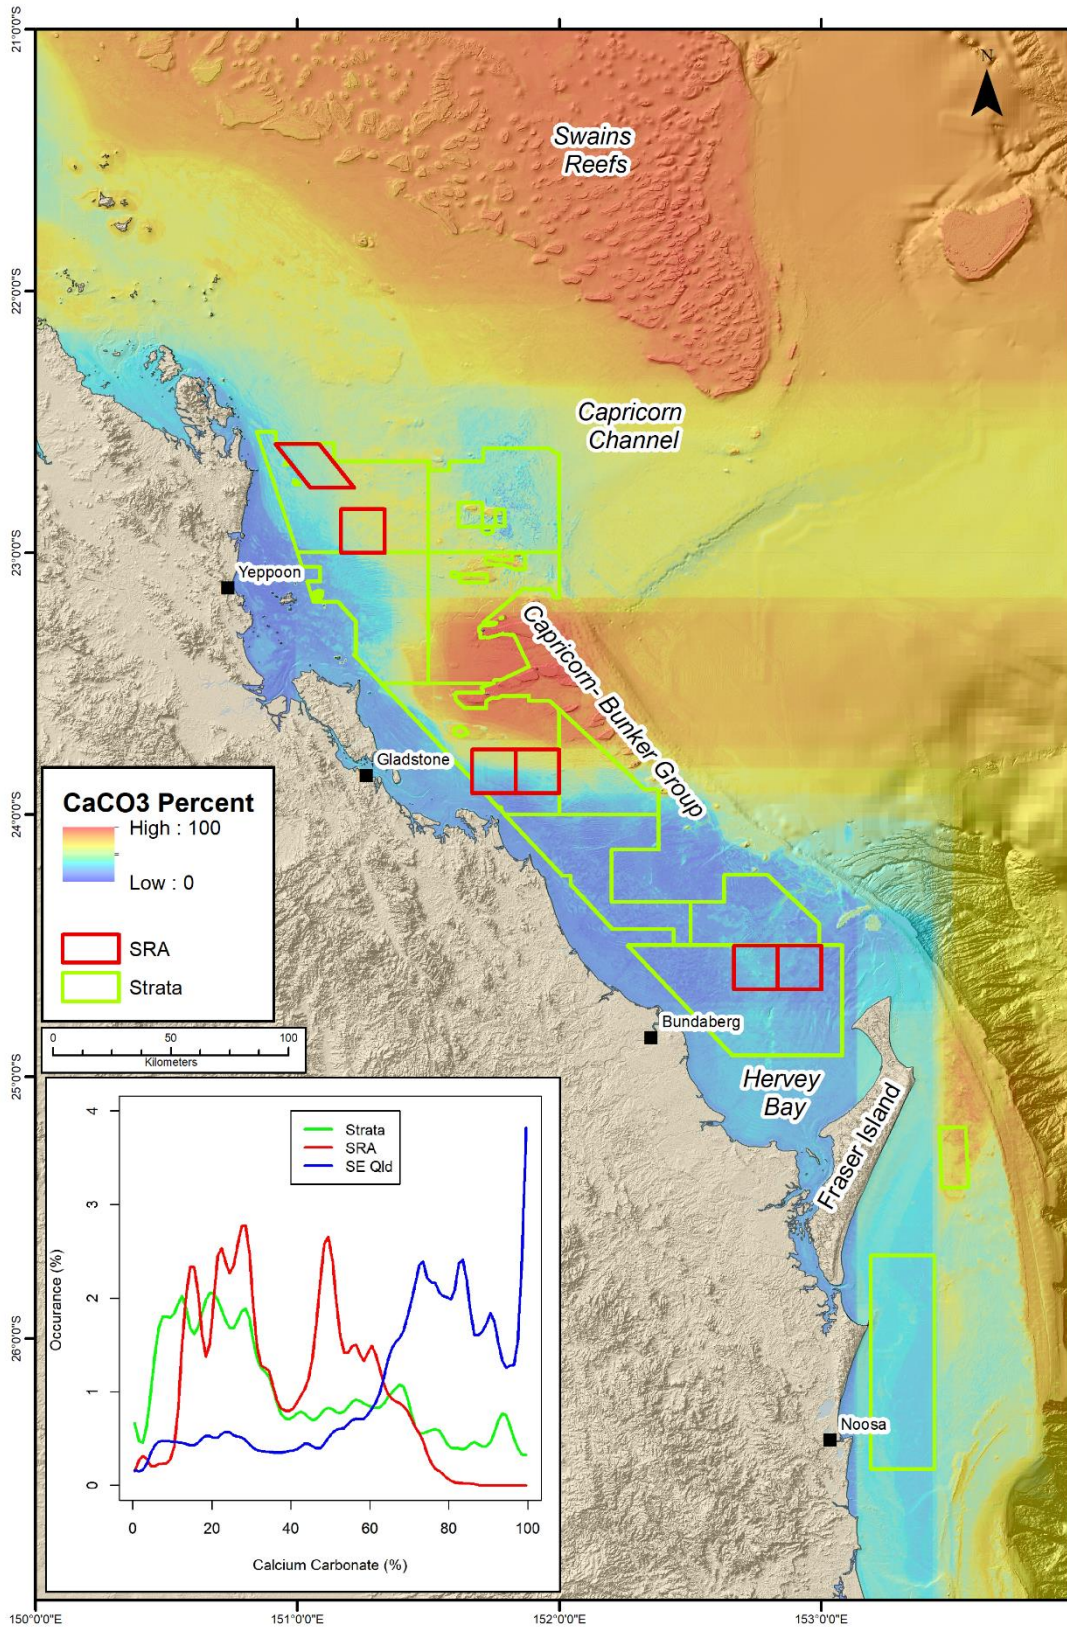 21°0'0"S
N
Swains
Reefs
22°0'0"S
Capricorn
Channel
23°0'0"S
Yeppoon
Capricorn- Bunker Group
Gladstone
CaCO3 Percent
High : 100
Low : 0
SRA
Strata
24°0'0"S
0 50 100
Kilometers
Bundaberg
25°0'0"S
Hervey
Bay
Fraser Island
4
3
2
1
0
Occurance (%)
Strata
SRA
SE Qld
0 20 40 60 80 100
Calcium Carbonate (%)
26°0'0"S
Noosa
150°0'0"E 151°0'0"E 152°0'0"E 153°0'0"E